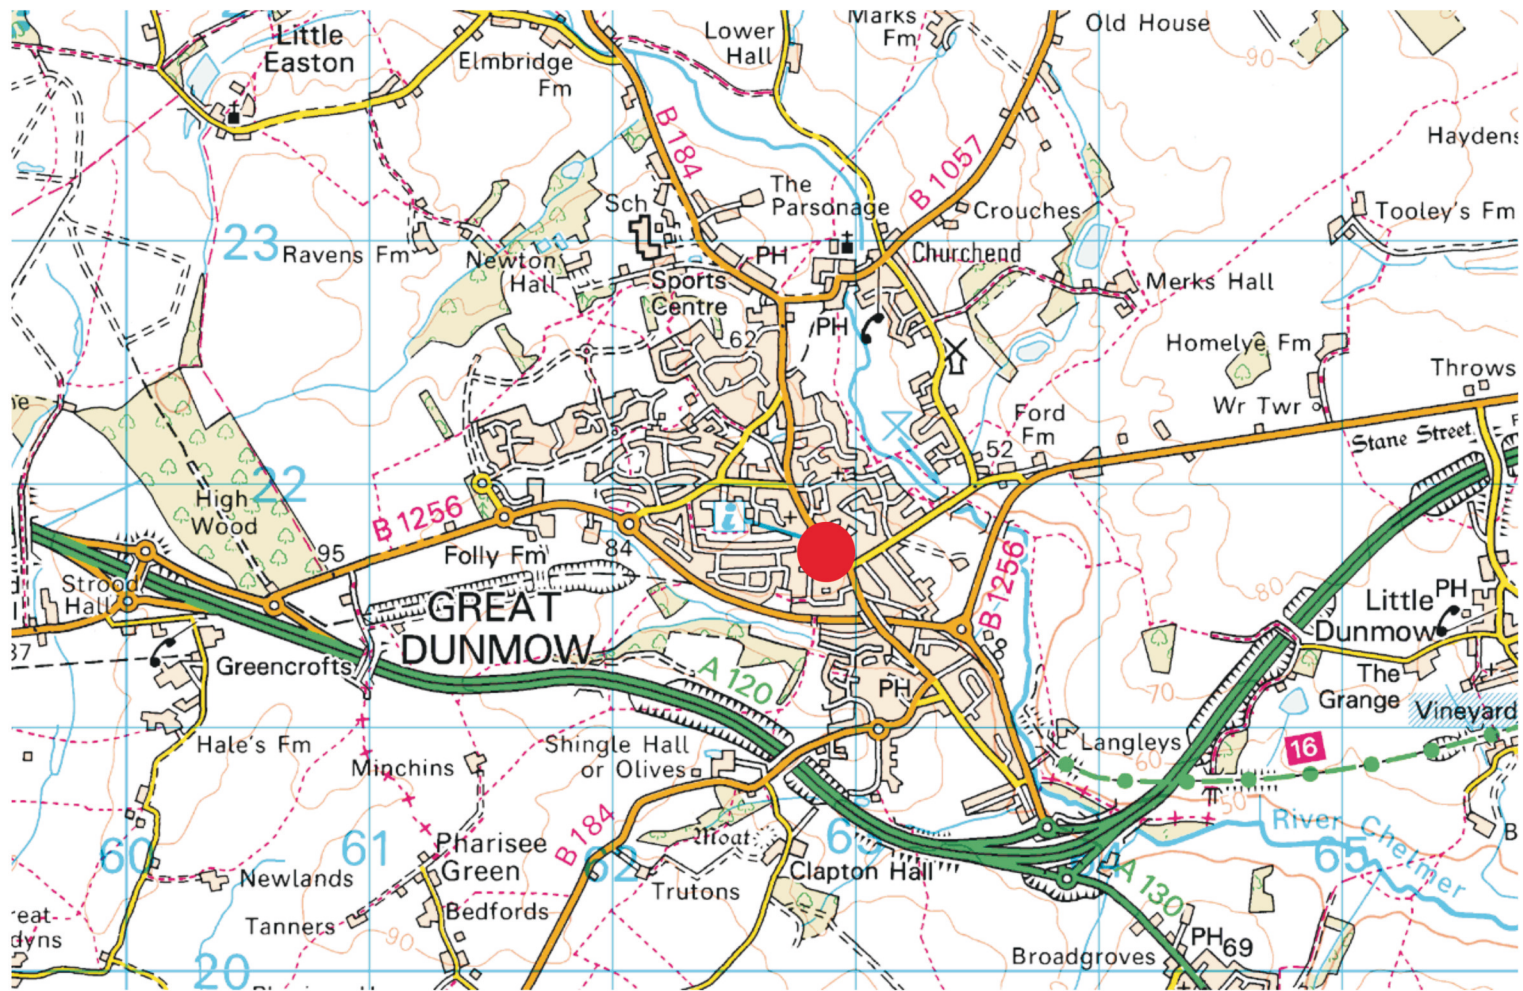 Little
Easton
Elmbridge
Fm
Lower
Hall
Marks
Fm
Old House
90
B 184
B 1057
Haydens
The
Parsonage
Sch
Crouches
Tooley's Fm
23
Ravens Fm
Newton
Hall
PH
Churchend
Sports
Centre
Merks Hall
PH
62
Homelye Fm
Throws
Wr Twr
Ford
Fm
52
Stane Street
22
High
Wood
B 1256
i
Folly Fm
84
95
B 1256
80
Strood
Hall
GREAT
DUNMOW
Little
Dunmow
PH
37
Greencrofts
A 120
PH
70
The
Grange
Vineyard
Hale's Fm
Shingle Hall
or Olives
Langleys
60
16
Minchins
50
River Chelmer
60
61
B 184
Pharisee
Green
62
Moat
Clapton Hall
65
Newlands
Trutons
A 130
Tanners
Bedfords
90
PH
69
Broadgroves
20